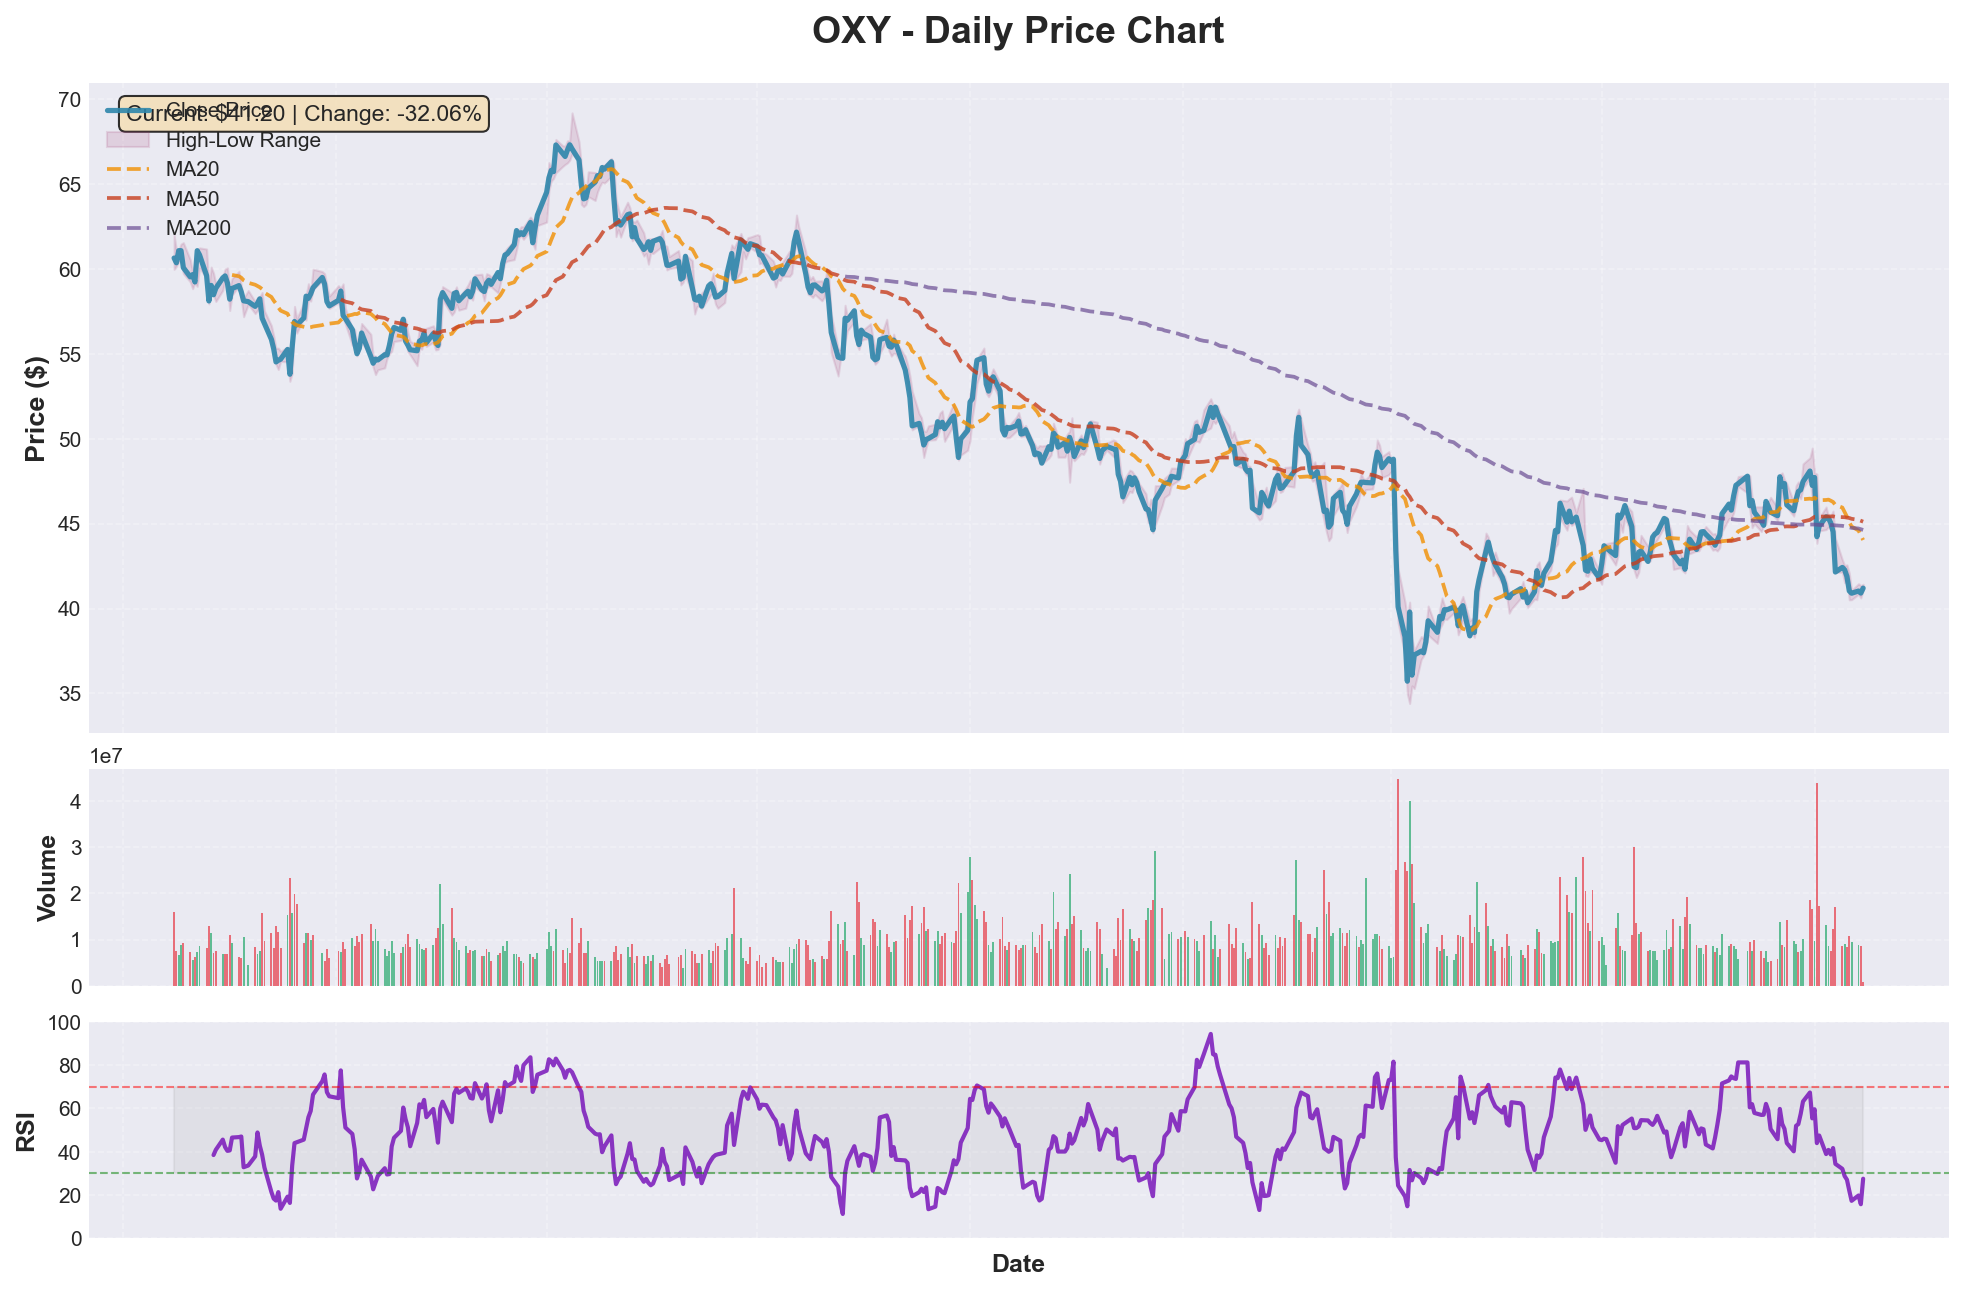 OXY - Daily Price Chart
Current: $41.20 | Change: -32.06%
Close Price
High-Low Range
MA20
MA50
MA200
Price ($)
70
65
60
55
50
45
40
35
1e7
Volume
4
3
2
1
0
RSI
100
80
60
40
20
0
Date